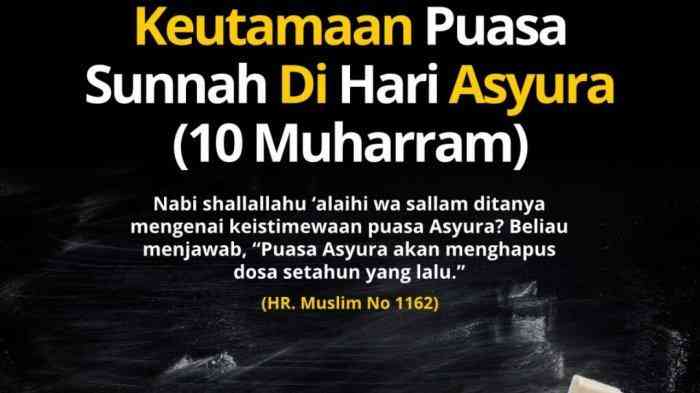 Keutamaan Puasa
Sunnah Di Hari Asyura
(10 Muharram)
Nabi shallallahu ‘alaihi wa sallam ditanya
mengenai keistimewaan puasa Asyura? Beliau
menjawab, “Puasa Asyura akan menghapus
dosa setahun yang lalu.”
(HR. Muslim No 1162)